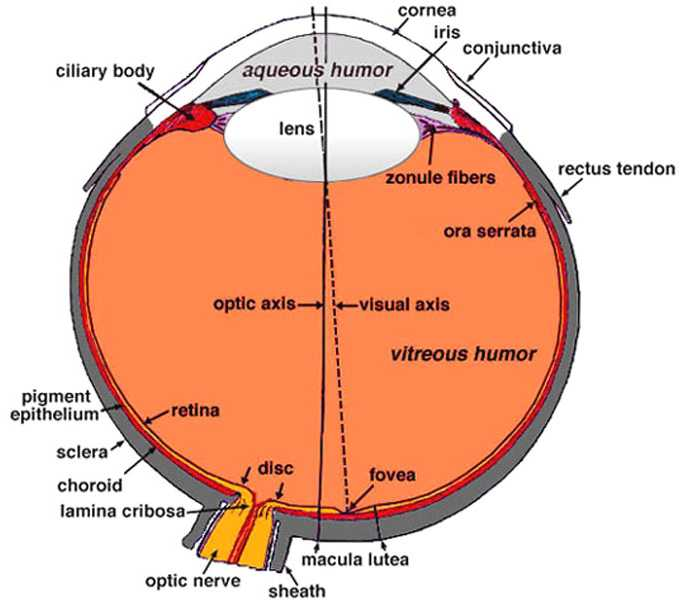 cornea
iris
conjunctiva
aqueous humor
ciliary body
lens
zonule fibers
rectus tendon
ora serrata
optic axis
visual axis
vitreous humor
pigment
epithelium
retina
sclera
disc
fovea
choroid
lamina cribosa
macula lutea
optic nerve
sheath